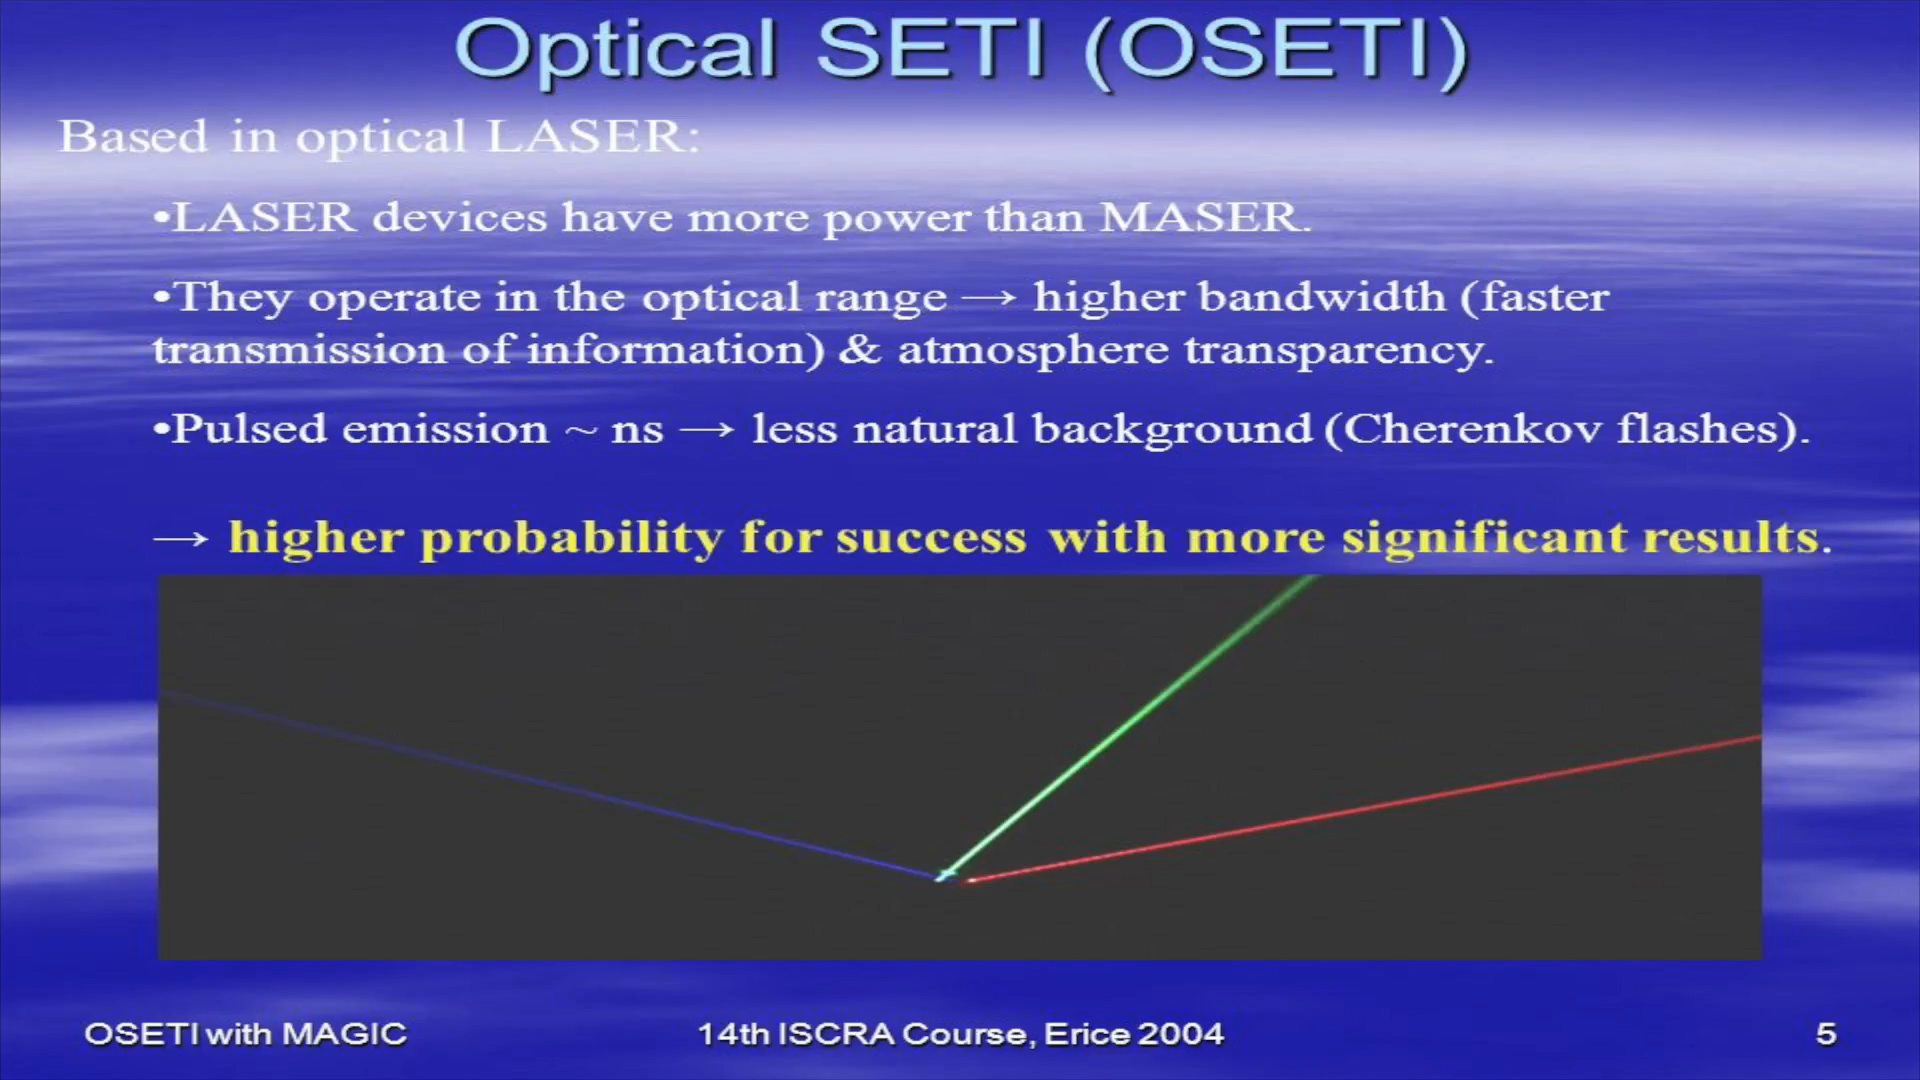 Optical SETI (OSETI)
Based in optical LASER:
•LASER devices have more power than MASER.
•They operate in the optical range → higher bandwidth (faster
transmission of information) & atmosphere transparency.
•Pulsed emission ~ ns → less natural background (Cherenkov flashes).
→ higher probability for success with more significant results.
OSETI with MAGIC
14th ISCRA Course, Erice 2004
5